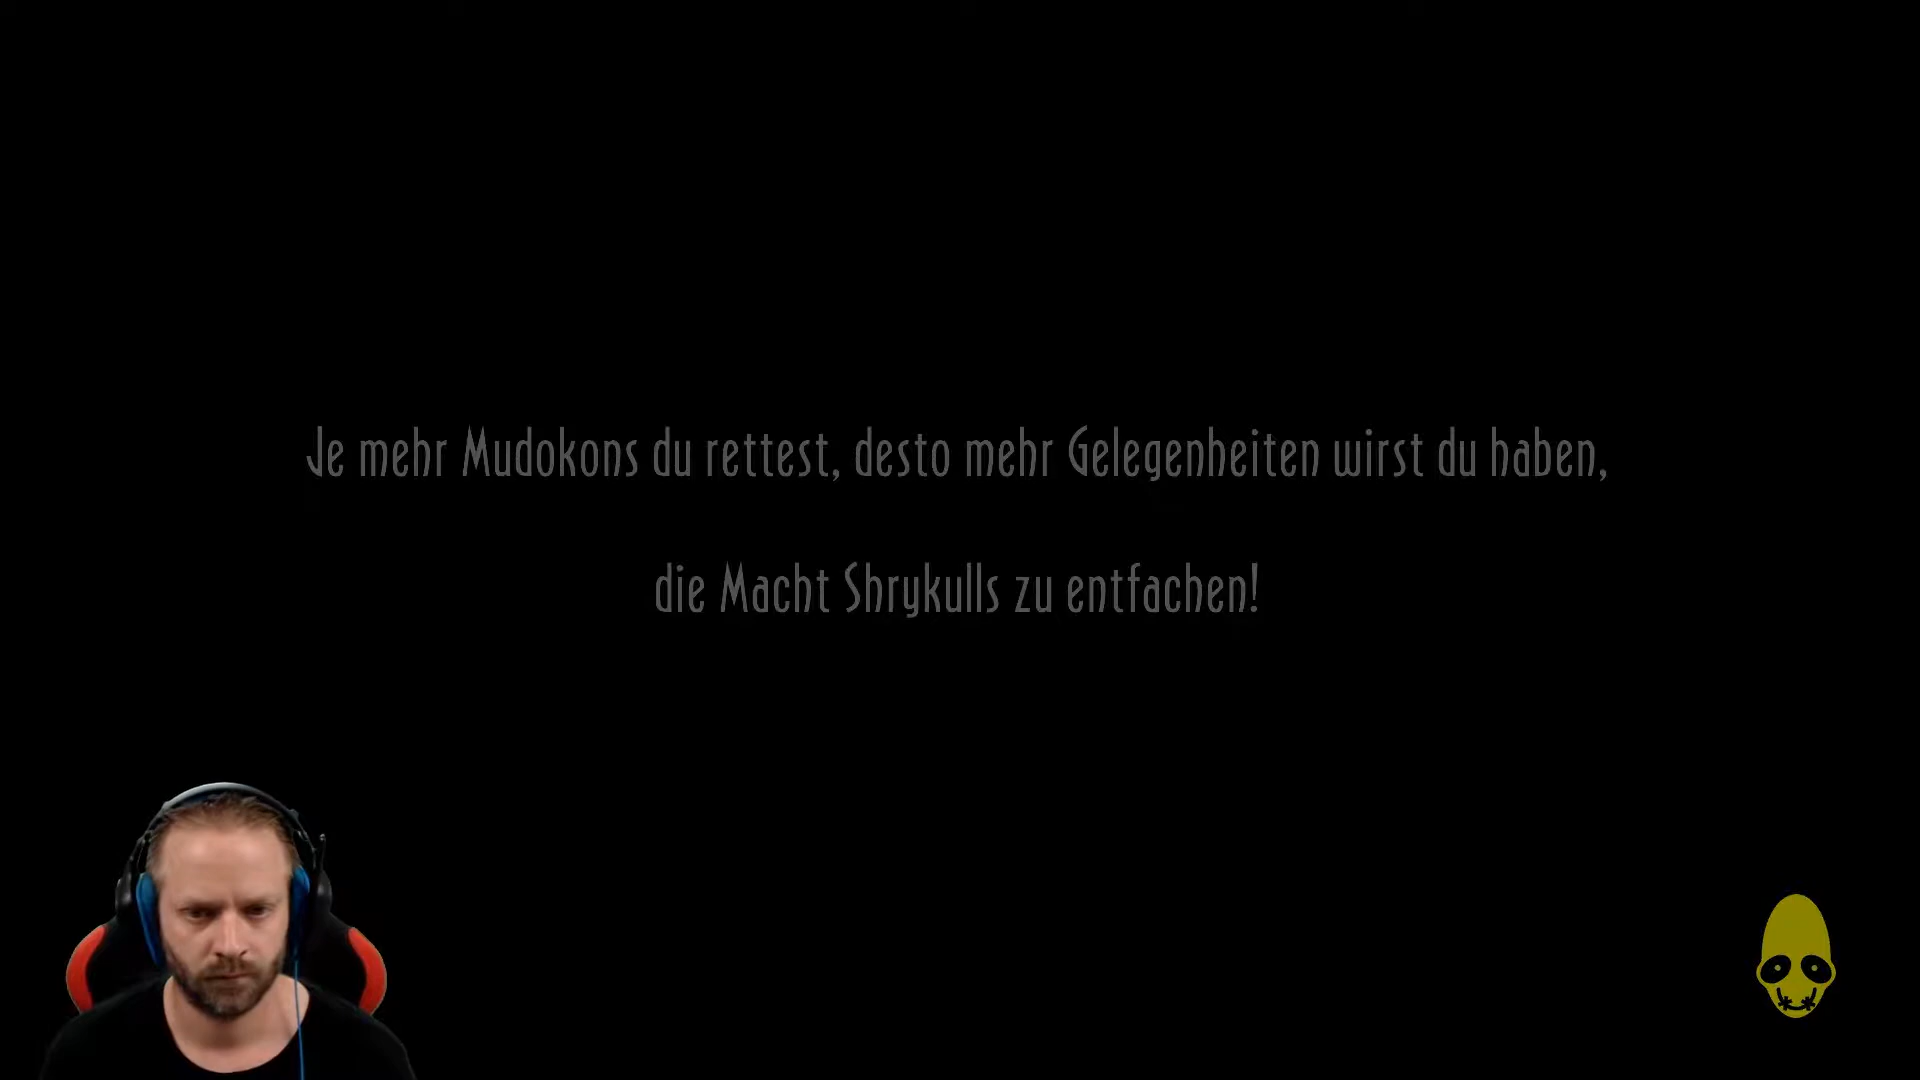 Je mehr Mudokons du rettest, desto mehr Gelegenheiten wirst du haben,
die Macht Shrykulls zu entfachen!